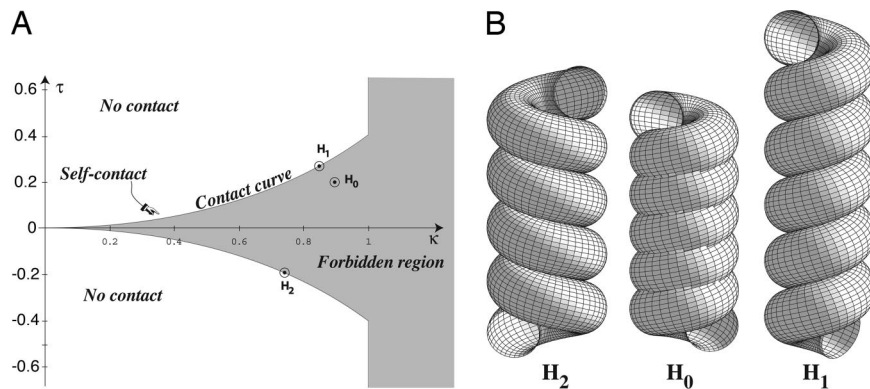 A
B
0.6
τ
No contact
0.4
H1
Self-contact
Contact curve
0.2
H0
0
0.2
0.4
0.6
0.8
1
κ
-0.2
Forbidden region
H2
No contact
-0.4
-0.6
H2
H0
H1